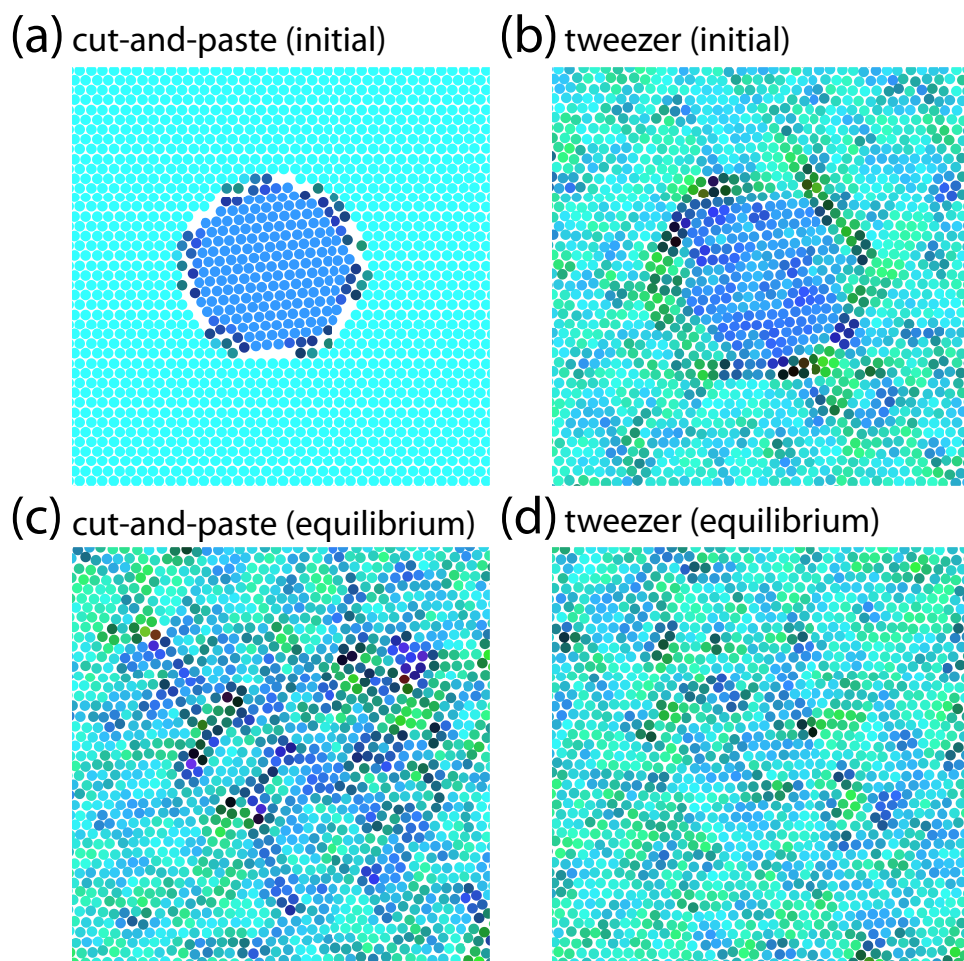 (a) cut-and-paste (initial)
(b) tweezer (initial)
(c) cut-and-paste (equilibrium)
(d) tweezer (equilibrium)